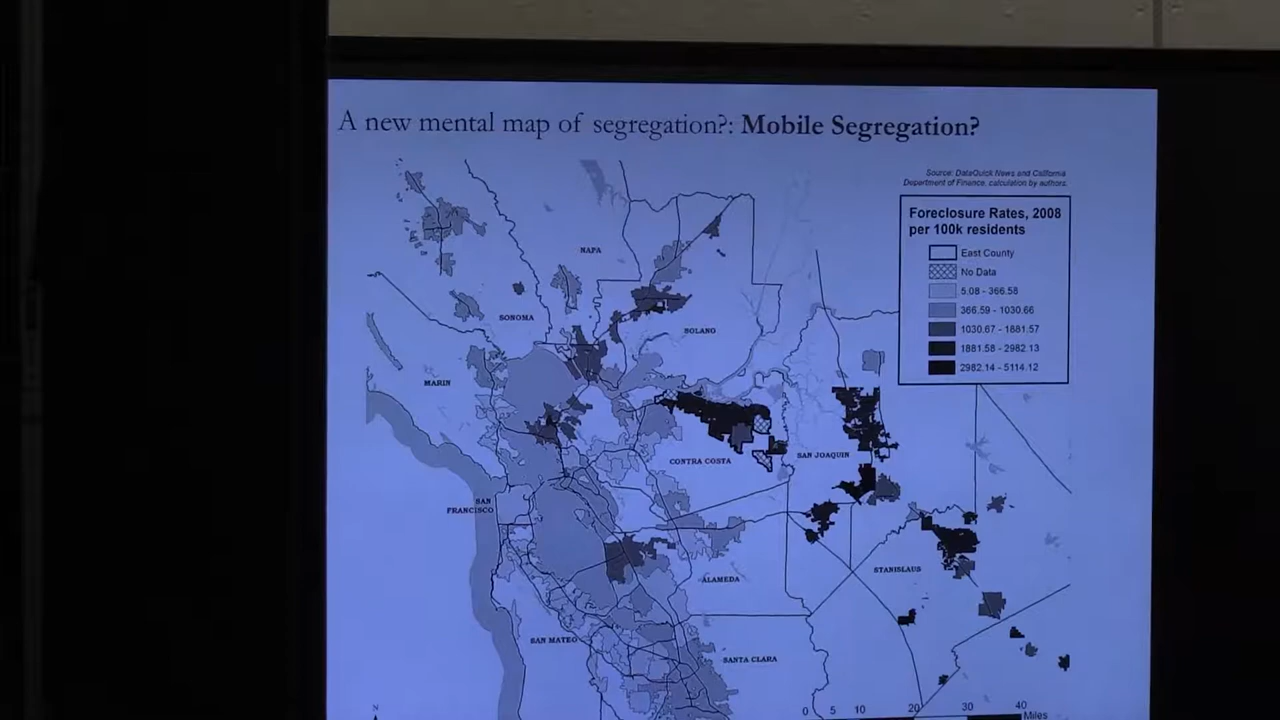 A new mental map of segregation?: Mobile Segregation?
Source: DataQuick News and California
Department of Finance, calculation by authors.
Foreclosure Rates, 2008
per 100k residents
East County
No Data
5.08 - 366.58
366.59 - 1030.66
1030.67 - 1881.57
1881.58 - 2982.13
2982.14 - 5114.12
NAPA
SONOMA
SOLANO
MARIN
CONTRA COSTA
SAN JOAQUIN
SAN
FRANCISCO
ALAMEDA
STANISLAUS
SAN MATEO
SANTA CLARA
N
0 5 10 20 30 40
Miles